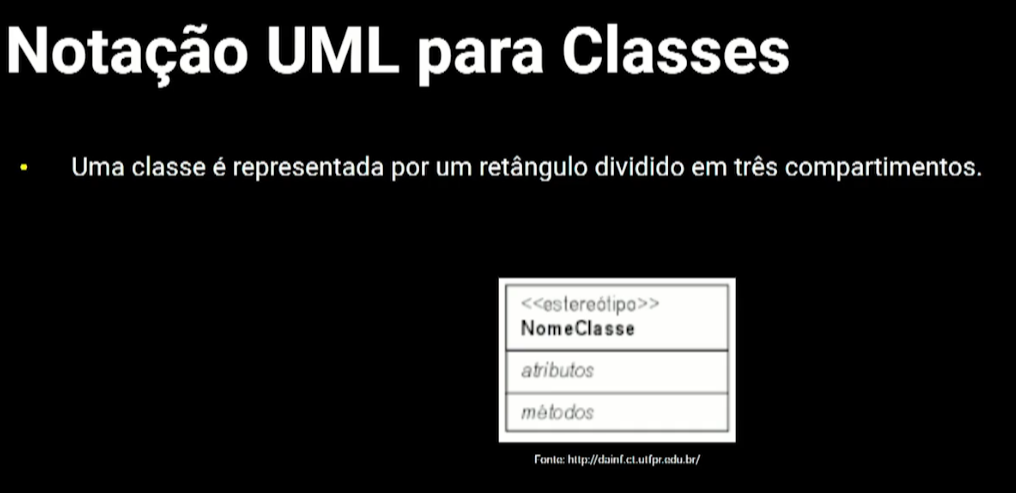 Notação UML para Classes
• Uma classe é representada por um retângulo dividido em três compartimentos.
<<estereótipo>>
NomeClasse
atributos
métodos
Fonte: http://dainf.ct.utfpr.edu.br/